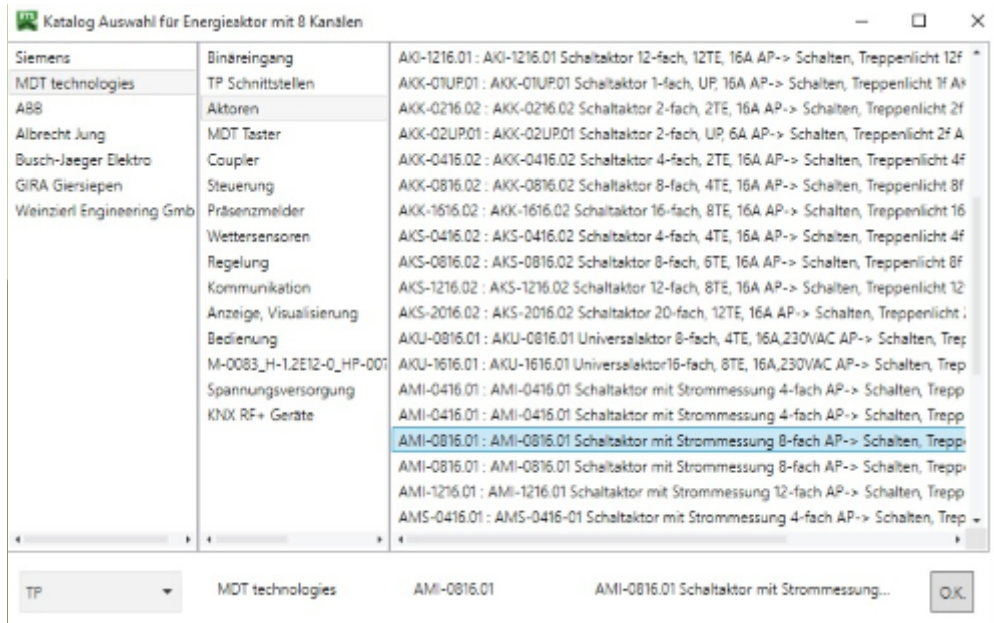 Katalog Auswahl für Energieaktor mit 8 Kanälen
Siemens
MDT technologies
ABB
Albrecht Jung
Busch-Jaeger Elektro
GIRA Giersiepen
Weinzierl Engineering Gmb
Binäreingang
TP Schnittstellen
Aktoren
MDT Taster
Coupler
Steuerung
Präsenzmelder
Wettersensoren
Regelung
Kommunikation
Anzeige, Visualisierung
Bedienung
M-0083_H-1.2E12-0_HP-007
Spannungsversorgung
KNX RF+ Geräte
AKI-1216.01 : AKI-1216.01 Schaltaktor 12-fach, 12TE, 16A AP-> Schalten, Treppenlicht 12f
AKK-01UP.01 : AKK-01UP.01 Schaltaktor 1-fach, UP, 16A AP-> Schalten, Treppenlicht 1f AK
AKK-0216.02 : AKK-0216.02 Schaltaktor 2-fach, 2TE, 16A AP-> Schalten, Treppenlicht 2f
AKK-02UP.01 : AKK-02UP.01 Schaltaktor 2-fach, UP, 6A AP-> Schalten, Treppenlicht 2f A
AKK-0416.02 : AKK-0416.02 Schaltaktor 4-fach, 2TE, 16A AP-> Schalten, Treppenlicht 4f
AKK-0816.02 : AKK-0816.02 Schaltaktor 8-fach, 4TE, 16A AP-> Schalten, Treppenlicht 8f
AKK-1616.02 : AKK-1616.02 Schaltaktor 16-fach, 8TE, 16A AP-> Schalten, Treppenlicht 16
AKS-0416.02 : AKS-0416.02 Schaltaktor 4-fach, 4TE, 16A AP-> Schalten, Treppenlicht 4f
AKS-0816.02 : AKS-0816.02 Schaltaktor 8-fach, 6TE, 16A AP-> Schalten, Treppenlicht 8f
AKS-1216.02 : AKS-1216.02 Schaltaktor 12-fach, 8TE, 16A AP-> Schalten, Treppenlicht 12
AKS-2016.02 : AKS-2016.02 Schaltaktor 20-fach, 12TE, 16A AP-> Schalten, Treppenlicht
AKU-0816.01 : AKU-0816.01 Universalaktor 8-fach, 4TE, 16A,230VAC AP-> Schalten, Trep
AKU-1616.01 : AKU-1616.01 Universalaktor16-fach, 8TE, 16A,230VAC AP-> Schalten, Trep
AMI-0416.01 : AMI-0416.01 Schaltaktor mit Strommessung 4-fach AP-> Schalten, Trepp
AMI-0416.01 : AMI-0416.01 Schaltaktor mit Strommessung 4-fach AP-> Schalten, Trepp
AMI-0816.01 : AMI-0816.01 Schaltaktor mit Strommessung 8-fach AP-> Schalten, Trepp
AMI-0816.01 : AMI-0816.01 Schaltaktor mit Strommessung 8-fach AP-> Schalten, Trepp
AMI-1216.01 : AMI-1216.01 Schaltaktor mit Strommessung 12-fach AP-> Schalten, Trepp
AMS-0416.01 : AMS-0416-01 Schaltaktor mit Strommessung 4-fach AP-> Schalten, Trep
TP MDT technologies AMI-0816.01 AMI-0816.01 Schaltaktor mit Strommessung... O.K.